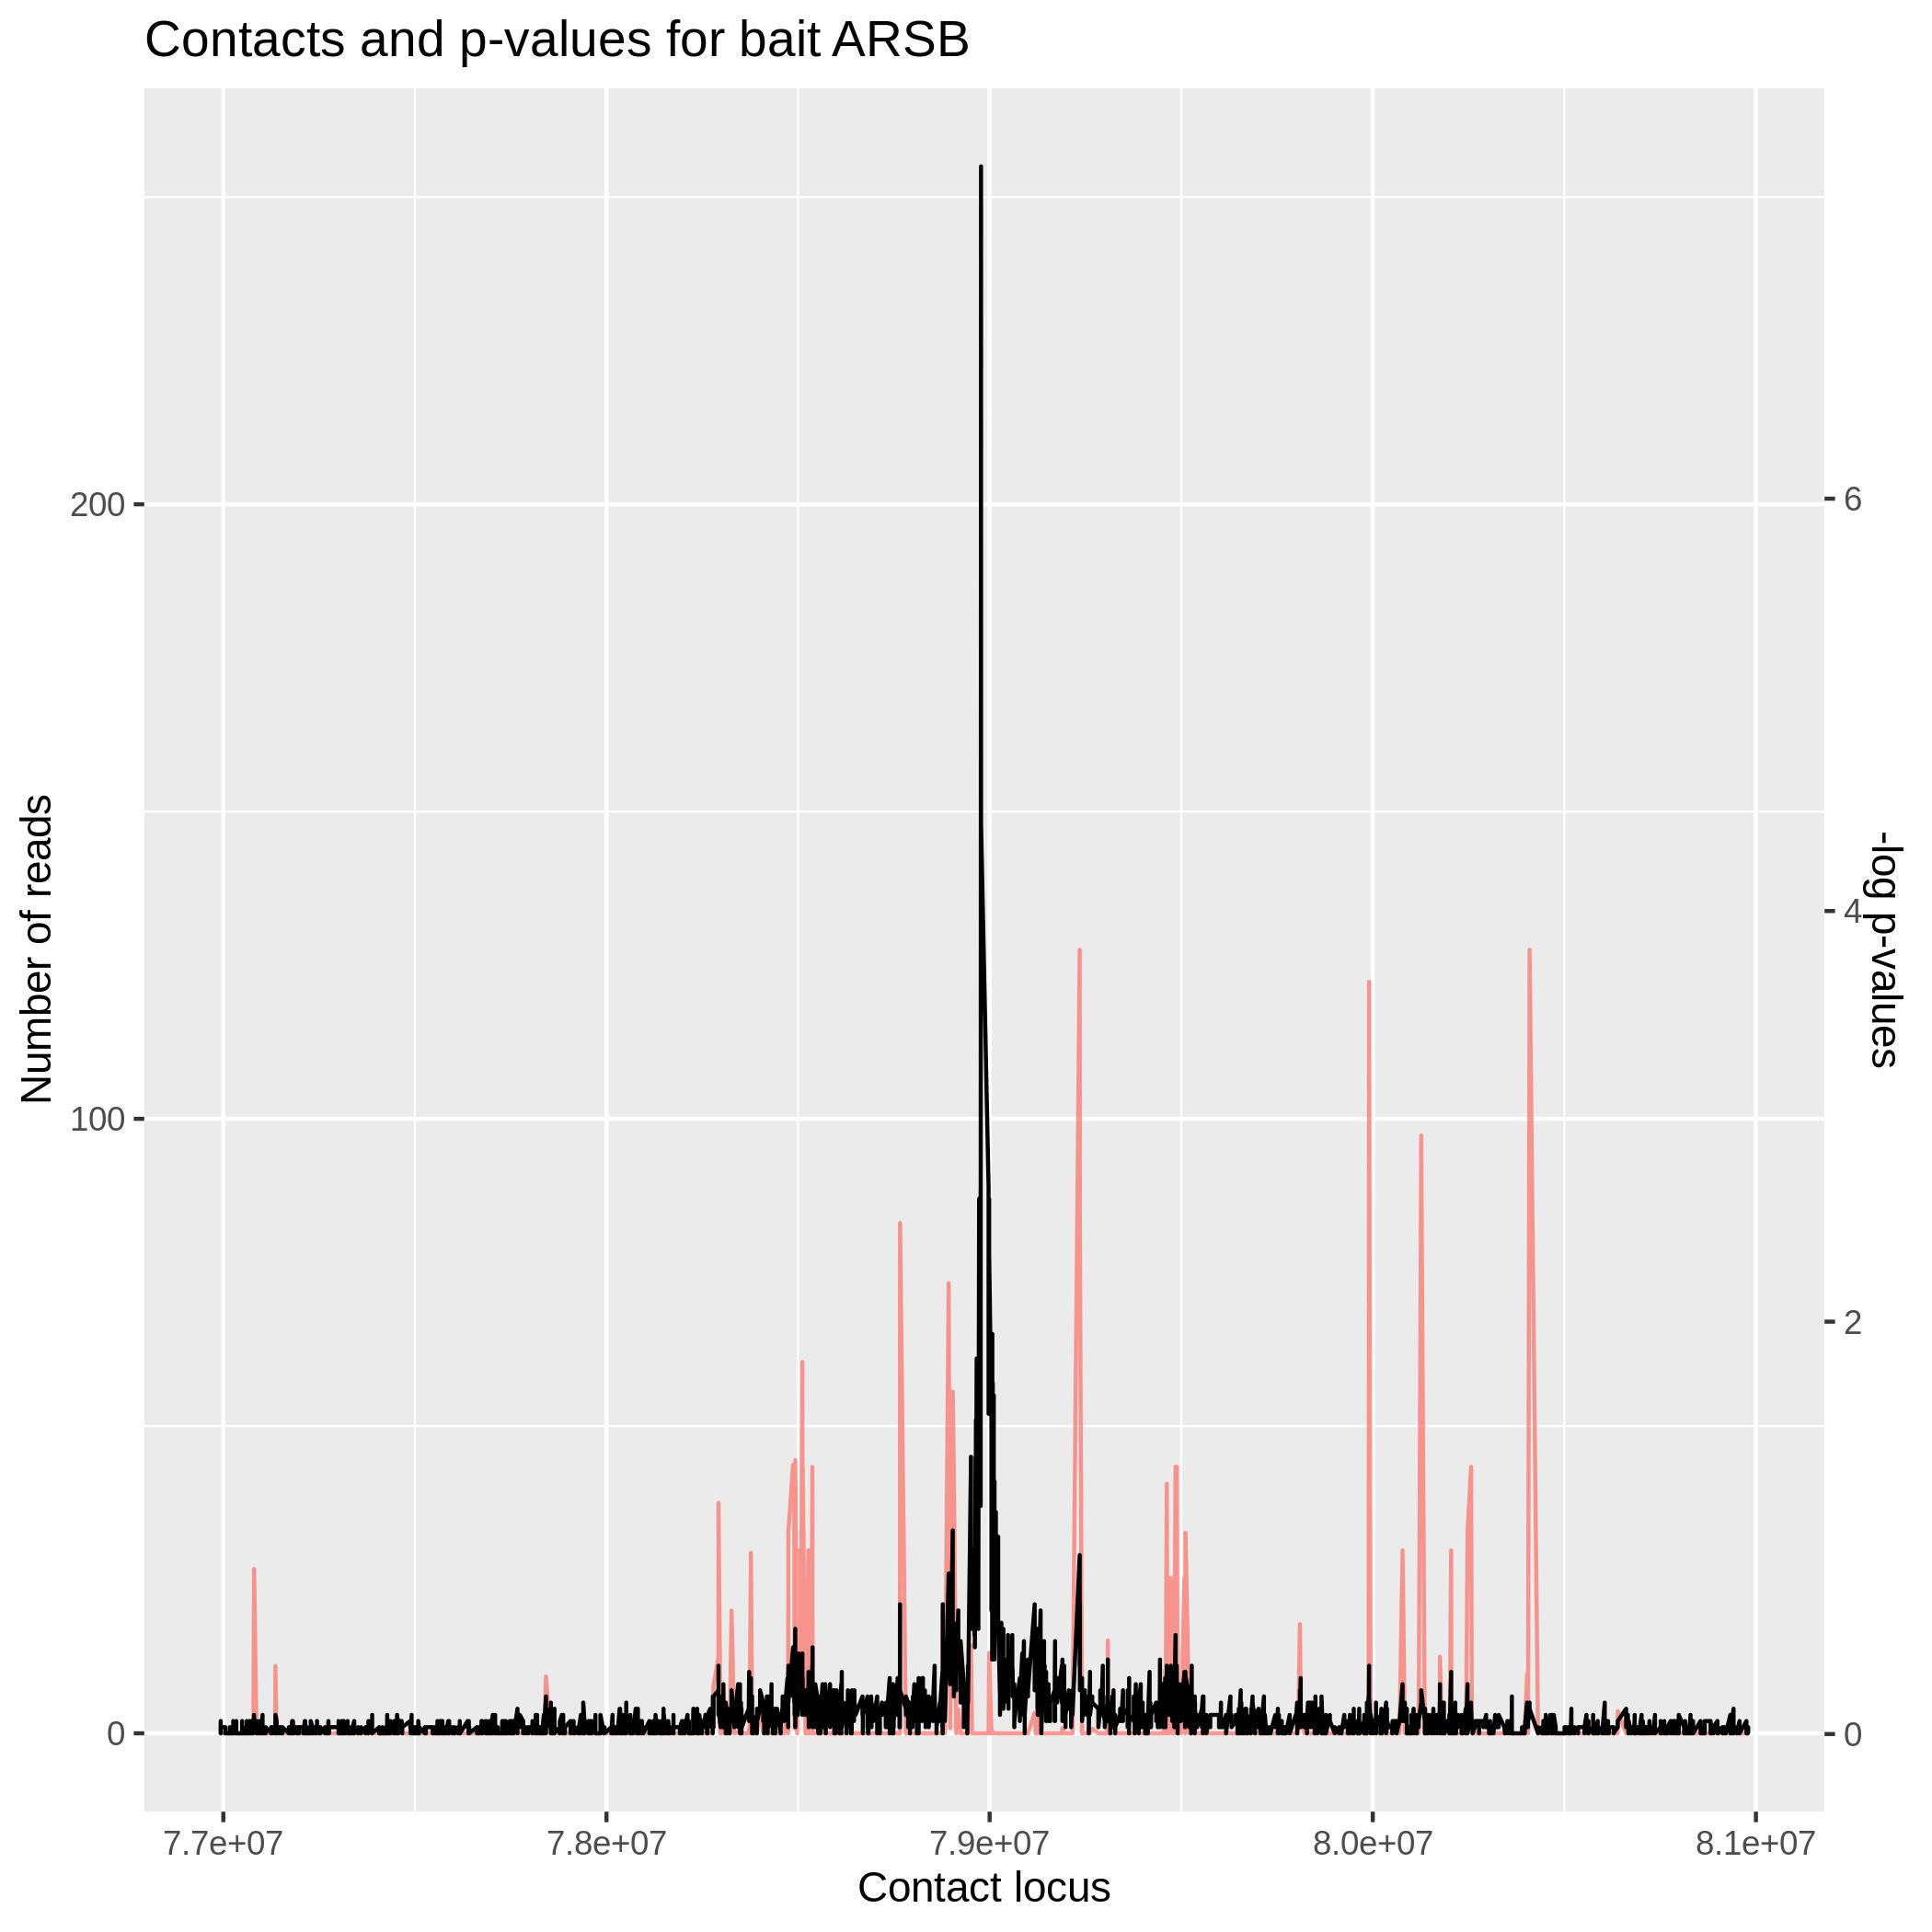 Contacts and p-values for bait ARSB
Number of reads
200
100
0
6
4
2
0
-log p-values
7.7e+07 7.8e+07 7.9e+07 8.0e+07 8.1e+07
Contact locus